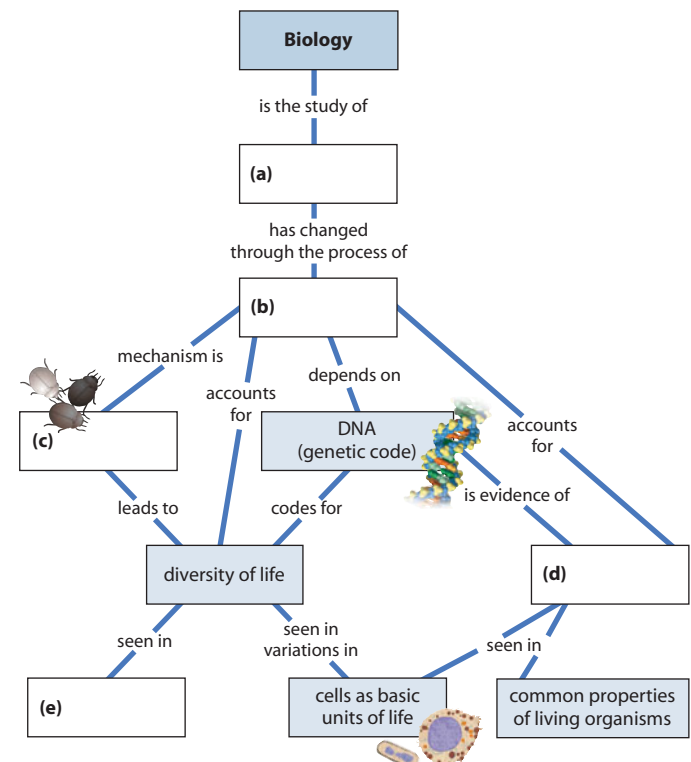 Biology
is the study of
(a)
has changed
through the process of
(b)
mechanism is
accounts
for
depends on
accounts
for
(c)
DNA
(genetic code)
leads to
codes for
is evidence of
diversity of life
(d)
seen in
seen in
variations in
seen in
(e)
cells as basic
units of life
common properties
of living organisms